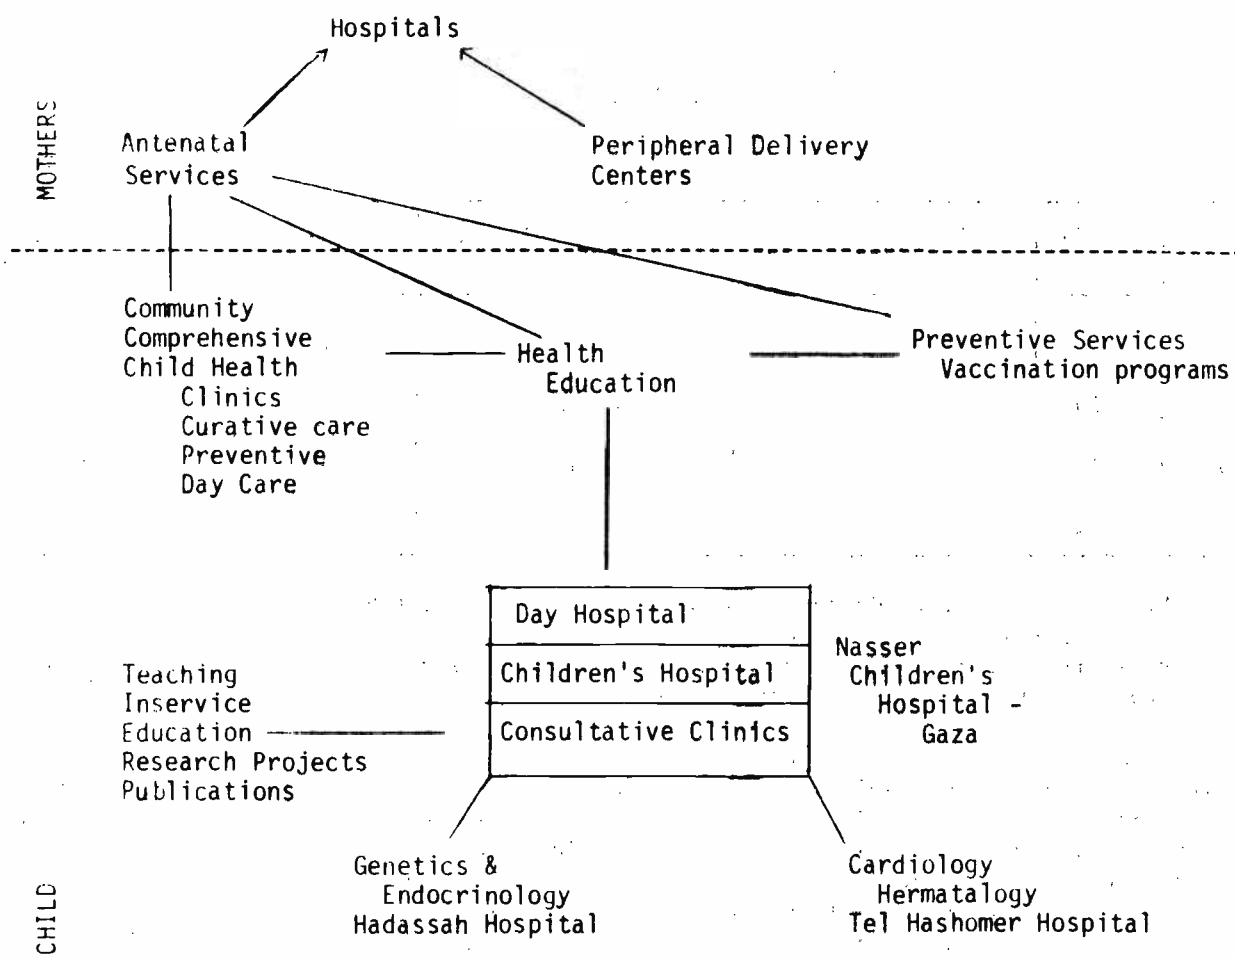 Hospitals
MOTHERS
Antenatal
Services
Peripheral Delivery
Centers
Community
Comprehensive
Child Health
Clinics
Curative care
Preventive
Day Care
Health
Education
Preventive Services
Vaccination programs
Day Hospital
Children's Hospital
Consultative Clinics
Nasser
Children's
Hospital -
Gaza
Teaching
Inservice
Education
Research Projects
Publications
Genetics &
Endocrinology
Hadassah Hospital
Cardiology
Hermatalogy
Tel Hashomer Hospital
CHILD